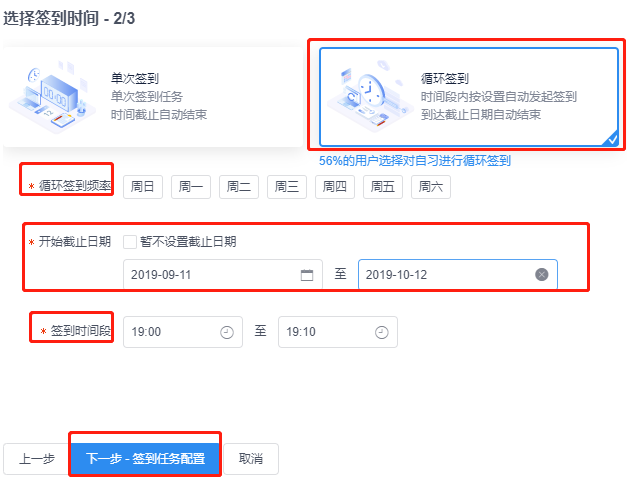 选择签到时间 - 2/3
单次签到
单次签到任务
时间截止自动结束
循环签到
时间段内按设置自动发起签到
到达截止日期自动结束
56%的用户选择对自习进行循环签到
* 循环签到频率 周日 周一 周二 周三 周四 周五 周六
* 开始截止日期 暂不设置截止日期
2019-09-11 至 2019-10-12
* 签到时间段 19:00 至 19:10
上一步 下一步 - 签到任务配置 取消